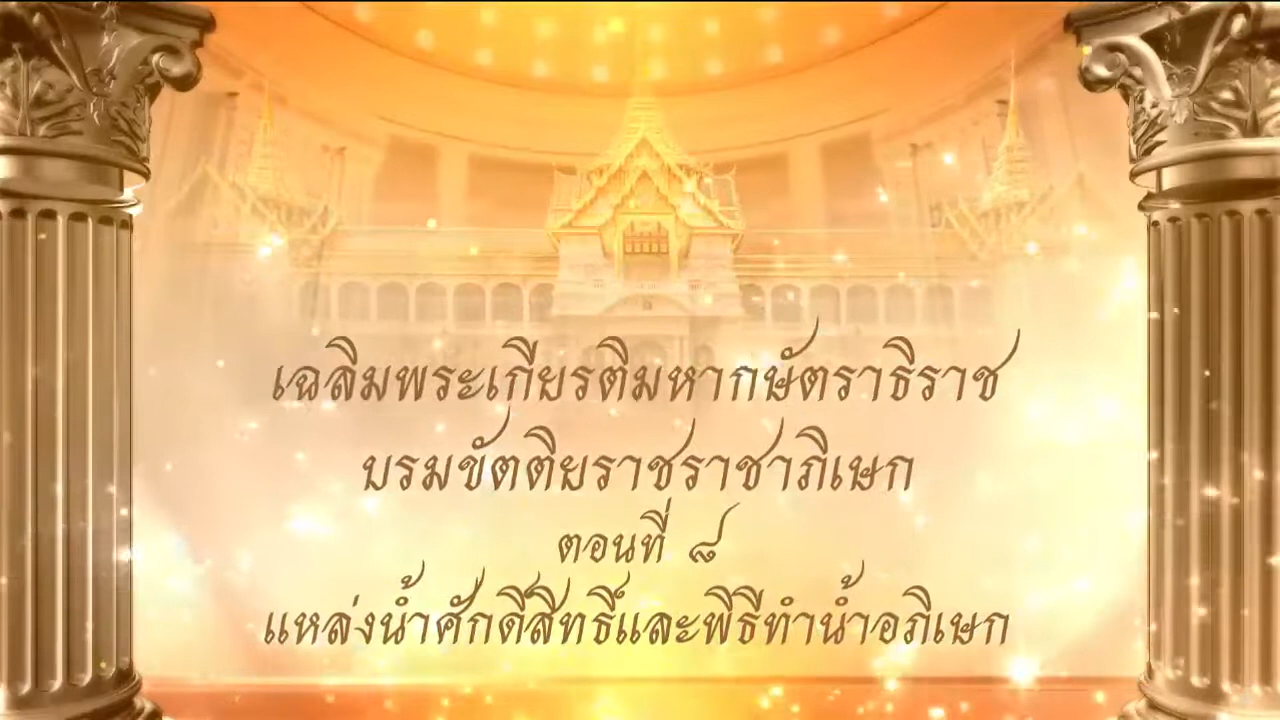 เฉลิมพระเกียรติมหากษัตราธิราช
บรมขัตติยราชราชาภิเษก
ตอนที่ ๘
แหล่งน้ำศักดิ์สิทธิ์และพิธีทำน้ำอภิเษก